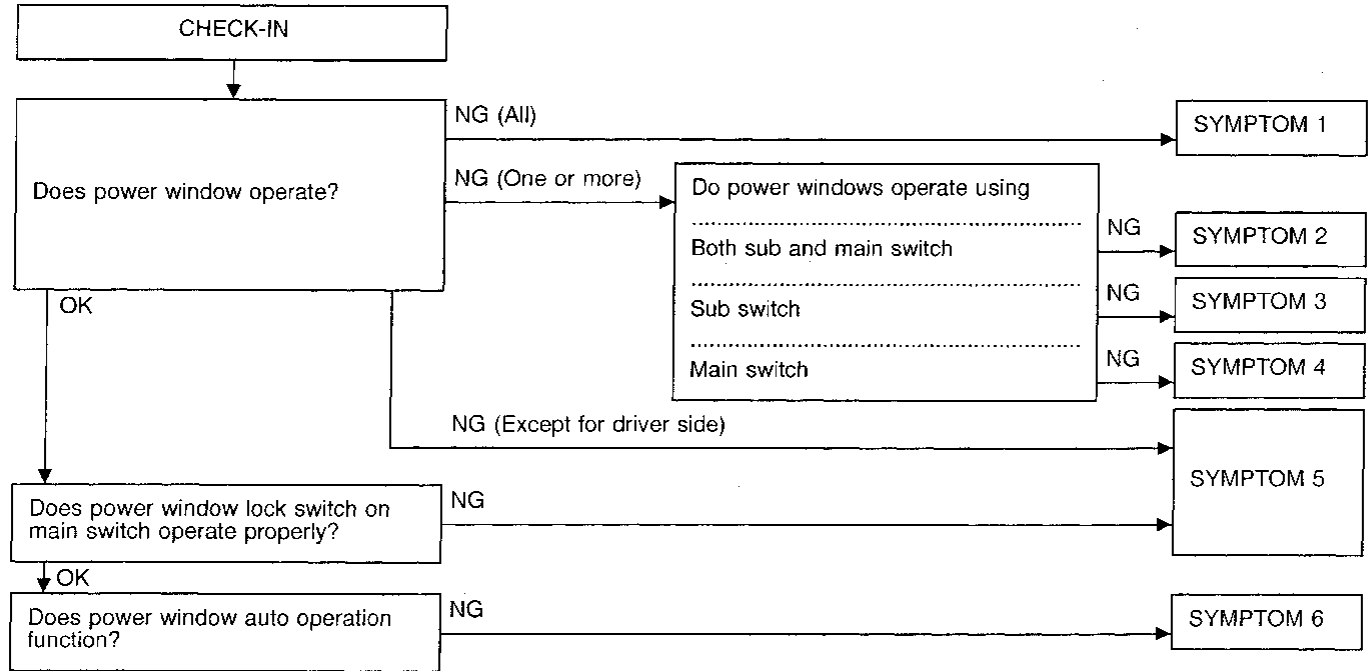 CHECK-IN
NG (All)
SYMPTOM 1
Does power window operate?
NG (One or more)
Do power windows operate using
Both sub and main switch
NG
SYMPTOM 2
Sub switch
NG
SYMPTOM 3
Main switch
NG
SYMPTOM 4
OK
NG (Except for driver side)
SYMPTOM 5
Does power window lock switch on
main switch operate properly?
NG
OK
Does power window auto operation
function?
NG
SYMPTOM 6